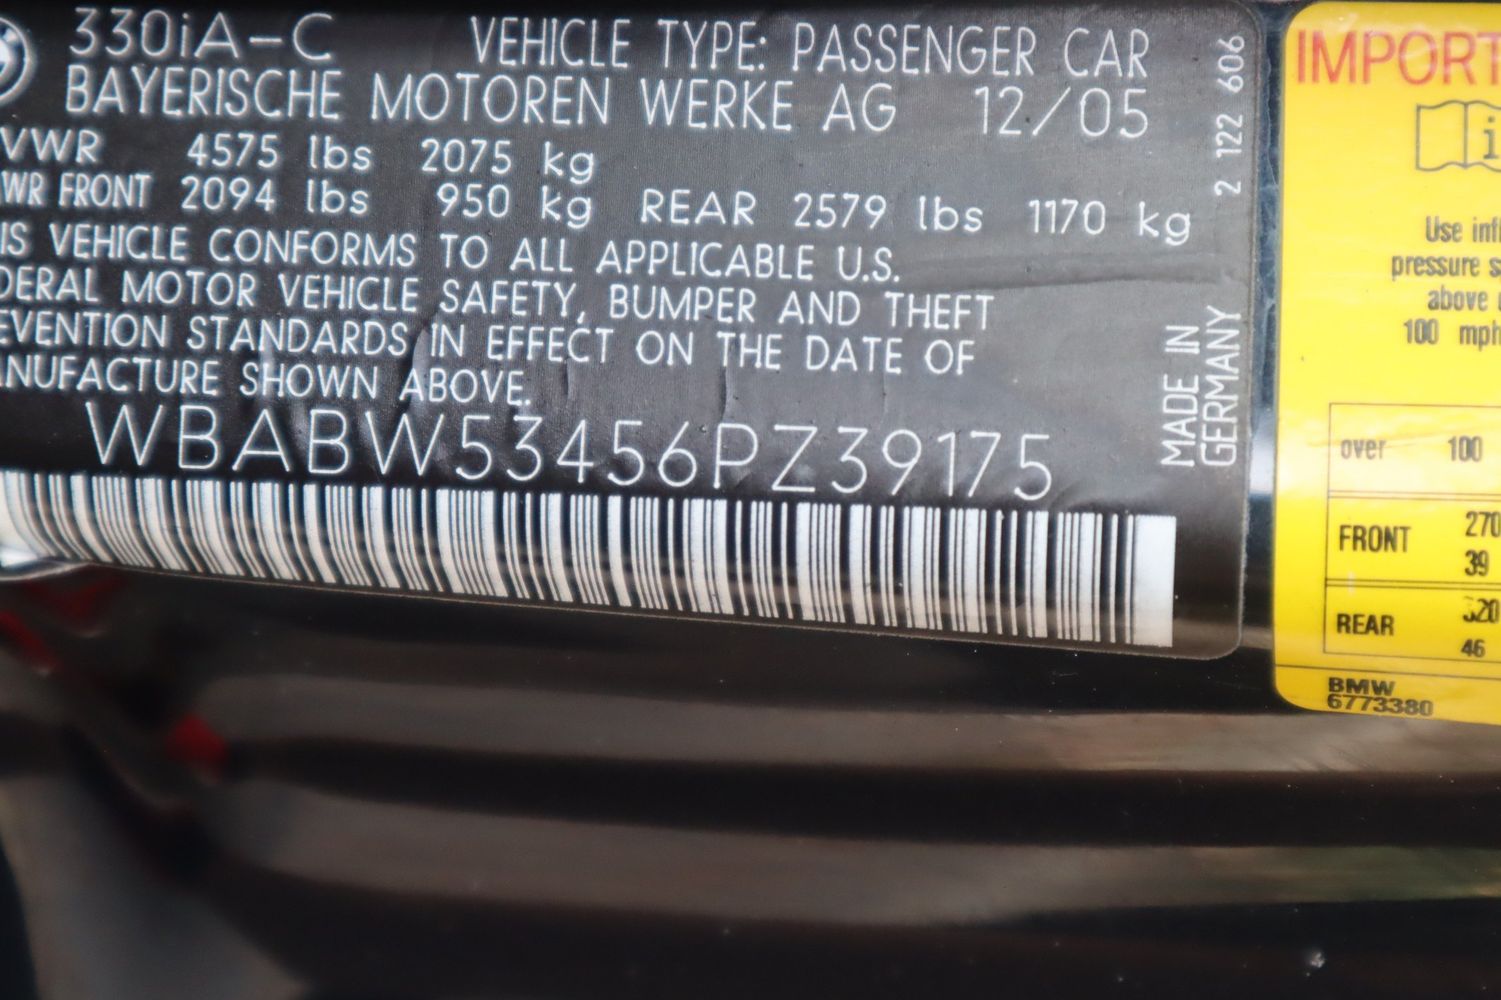 330iA-C VEHICLE TYPE: PASSENGER CAR
BAYERISCHE MOTOREN WERKE AG 12/05
VWR 4575 lbs 2075 kg
WR FRONT 2094 lbs 950 kg REAR 2579 lbs 1170 kg
IS VEHICLE CONFORMS TO ALL APPLICABLE U.S.
DERAL MOTOR VEHICLE SAFETY, BUMPER AND THEFT
EVENTION STANDARDS IN EFFECT ON THE DATE OF
NUFACTURE SHOWN ABOVE.
WBABW53456PZ39175
2 122 606
MADE IN
GERMANY
IMPORT
i
Use infl
pressure s
above
100 mph
over 100
FRONT 270
39
REAR 320
46
BMW
6773380